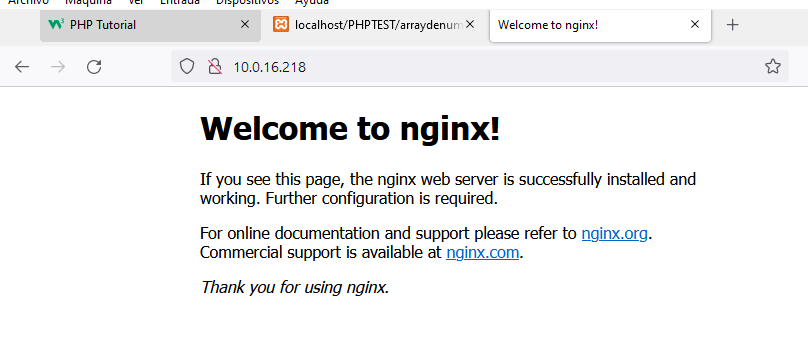 Archivo Máquina Ver Entrada Dispositivos Ayuda
PHP Tutorial
localhost/PHPTEST/arraydenum
Welcome to nginx!
10.0.16.218
Welcome to nginx!
If you see this page, the nginx web server is successfully installed and
working. Further configuration is required.
For online documentation and support please refer to nginx.org.
Commercial support is available at nginx.com.
Thank you for using nginx.